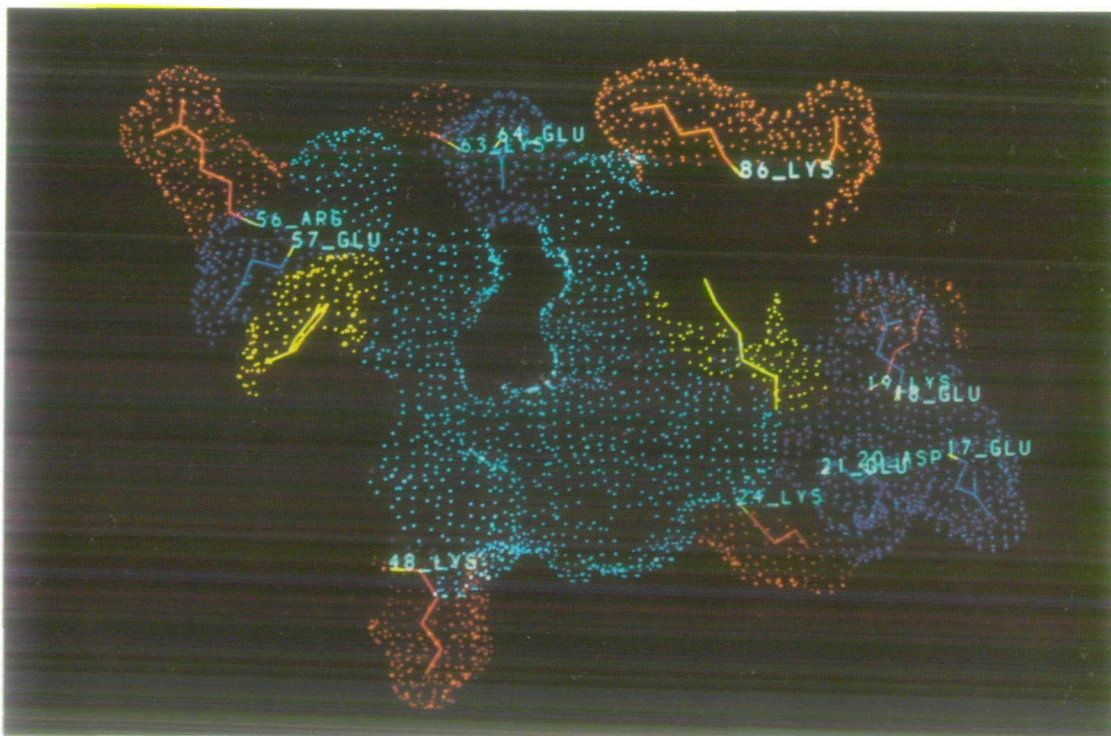 64_GLU
63_LYS
86_LYS
56_ARG
57_GLU
19_LYS
18_GLU
17_GLU
20_ASP
21_GLU
24_LYS
48_LYS